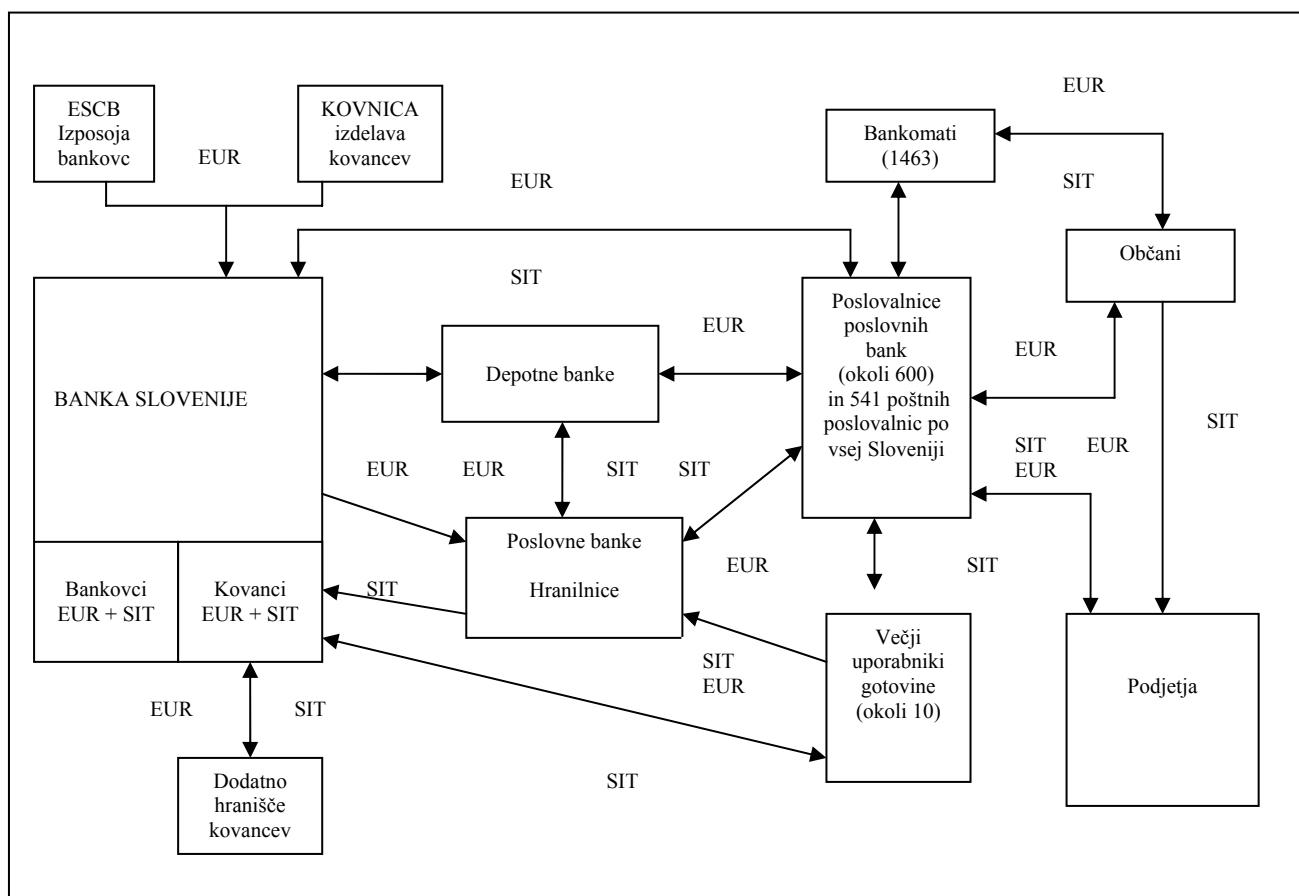 ESCB
Izposoja
bankovc
EUR
KOVNICA
izdelava
kovancev
EUR
Bankomati
(1463)
EUR
SIT
Občani
SIT
BANKA SLOVENIJE
Depotne banke
EUR
Poslovalnice
poslovnih
bank
(okoli 600)
in 541 poštnih
poslovalnic po
vsej Sloveniji
EUR
SIT
EUR
EUR
SIT
SIT
SIT
EUR
EUR
Poslovne banke
Hranilnice
EUR
SIT
Bankovci
EUR + SIT
Kovanci
EUR + SIT
SIT
SIT
EUR
Večji
uporabniki
gotovine
(okoli 10)
Podjetja
EUR
SIT
SIT
Dodatno
hranišče
kovancev